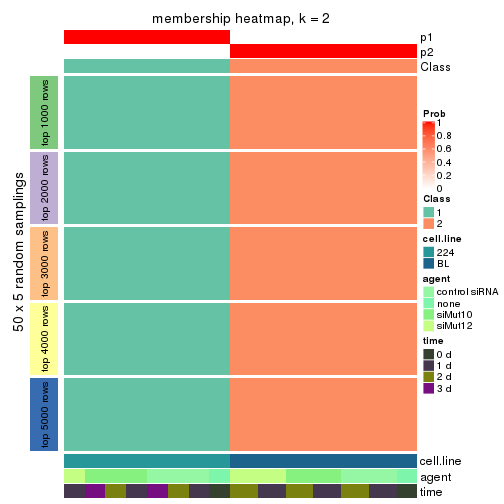 membership heatmap, k = 2
p1
p2
Class
50 x 5 random samplings
top 1000 rows
top 2000 rows
top 3000 rows
top 4000 rows
top 5000 rows
cell.line
agent
time
Prob
1
0.8
0.6
0.4
0.2
0
Class
1
2
cell.line
224
BL
agent
control siRNA
none
siMut10
siMut12
time
0 d
1 d
2 d
3 d